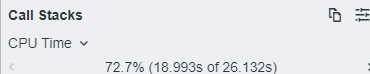 Call Stacks
CPU Time
72.7% (18.993s of 26.132s)